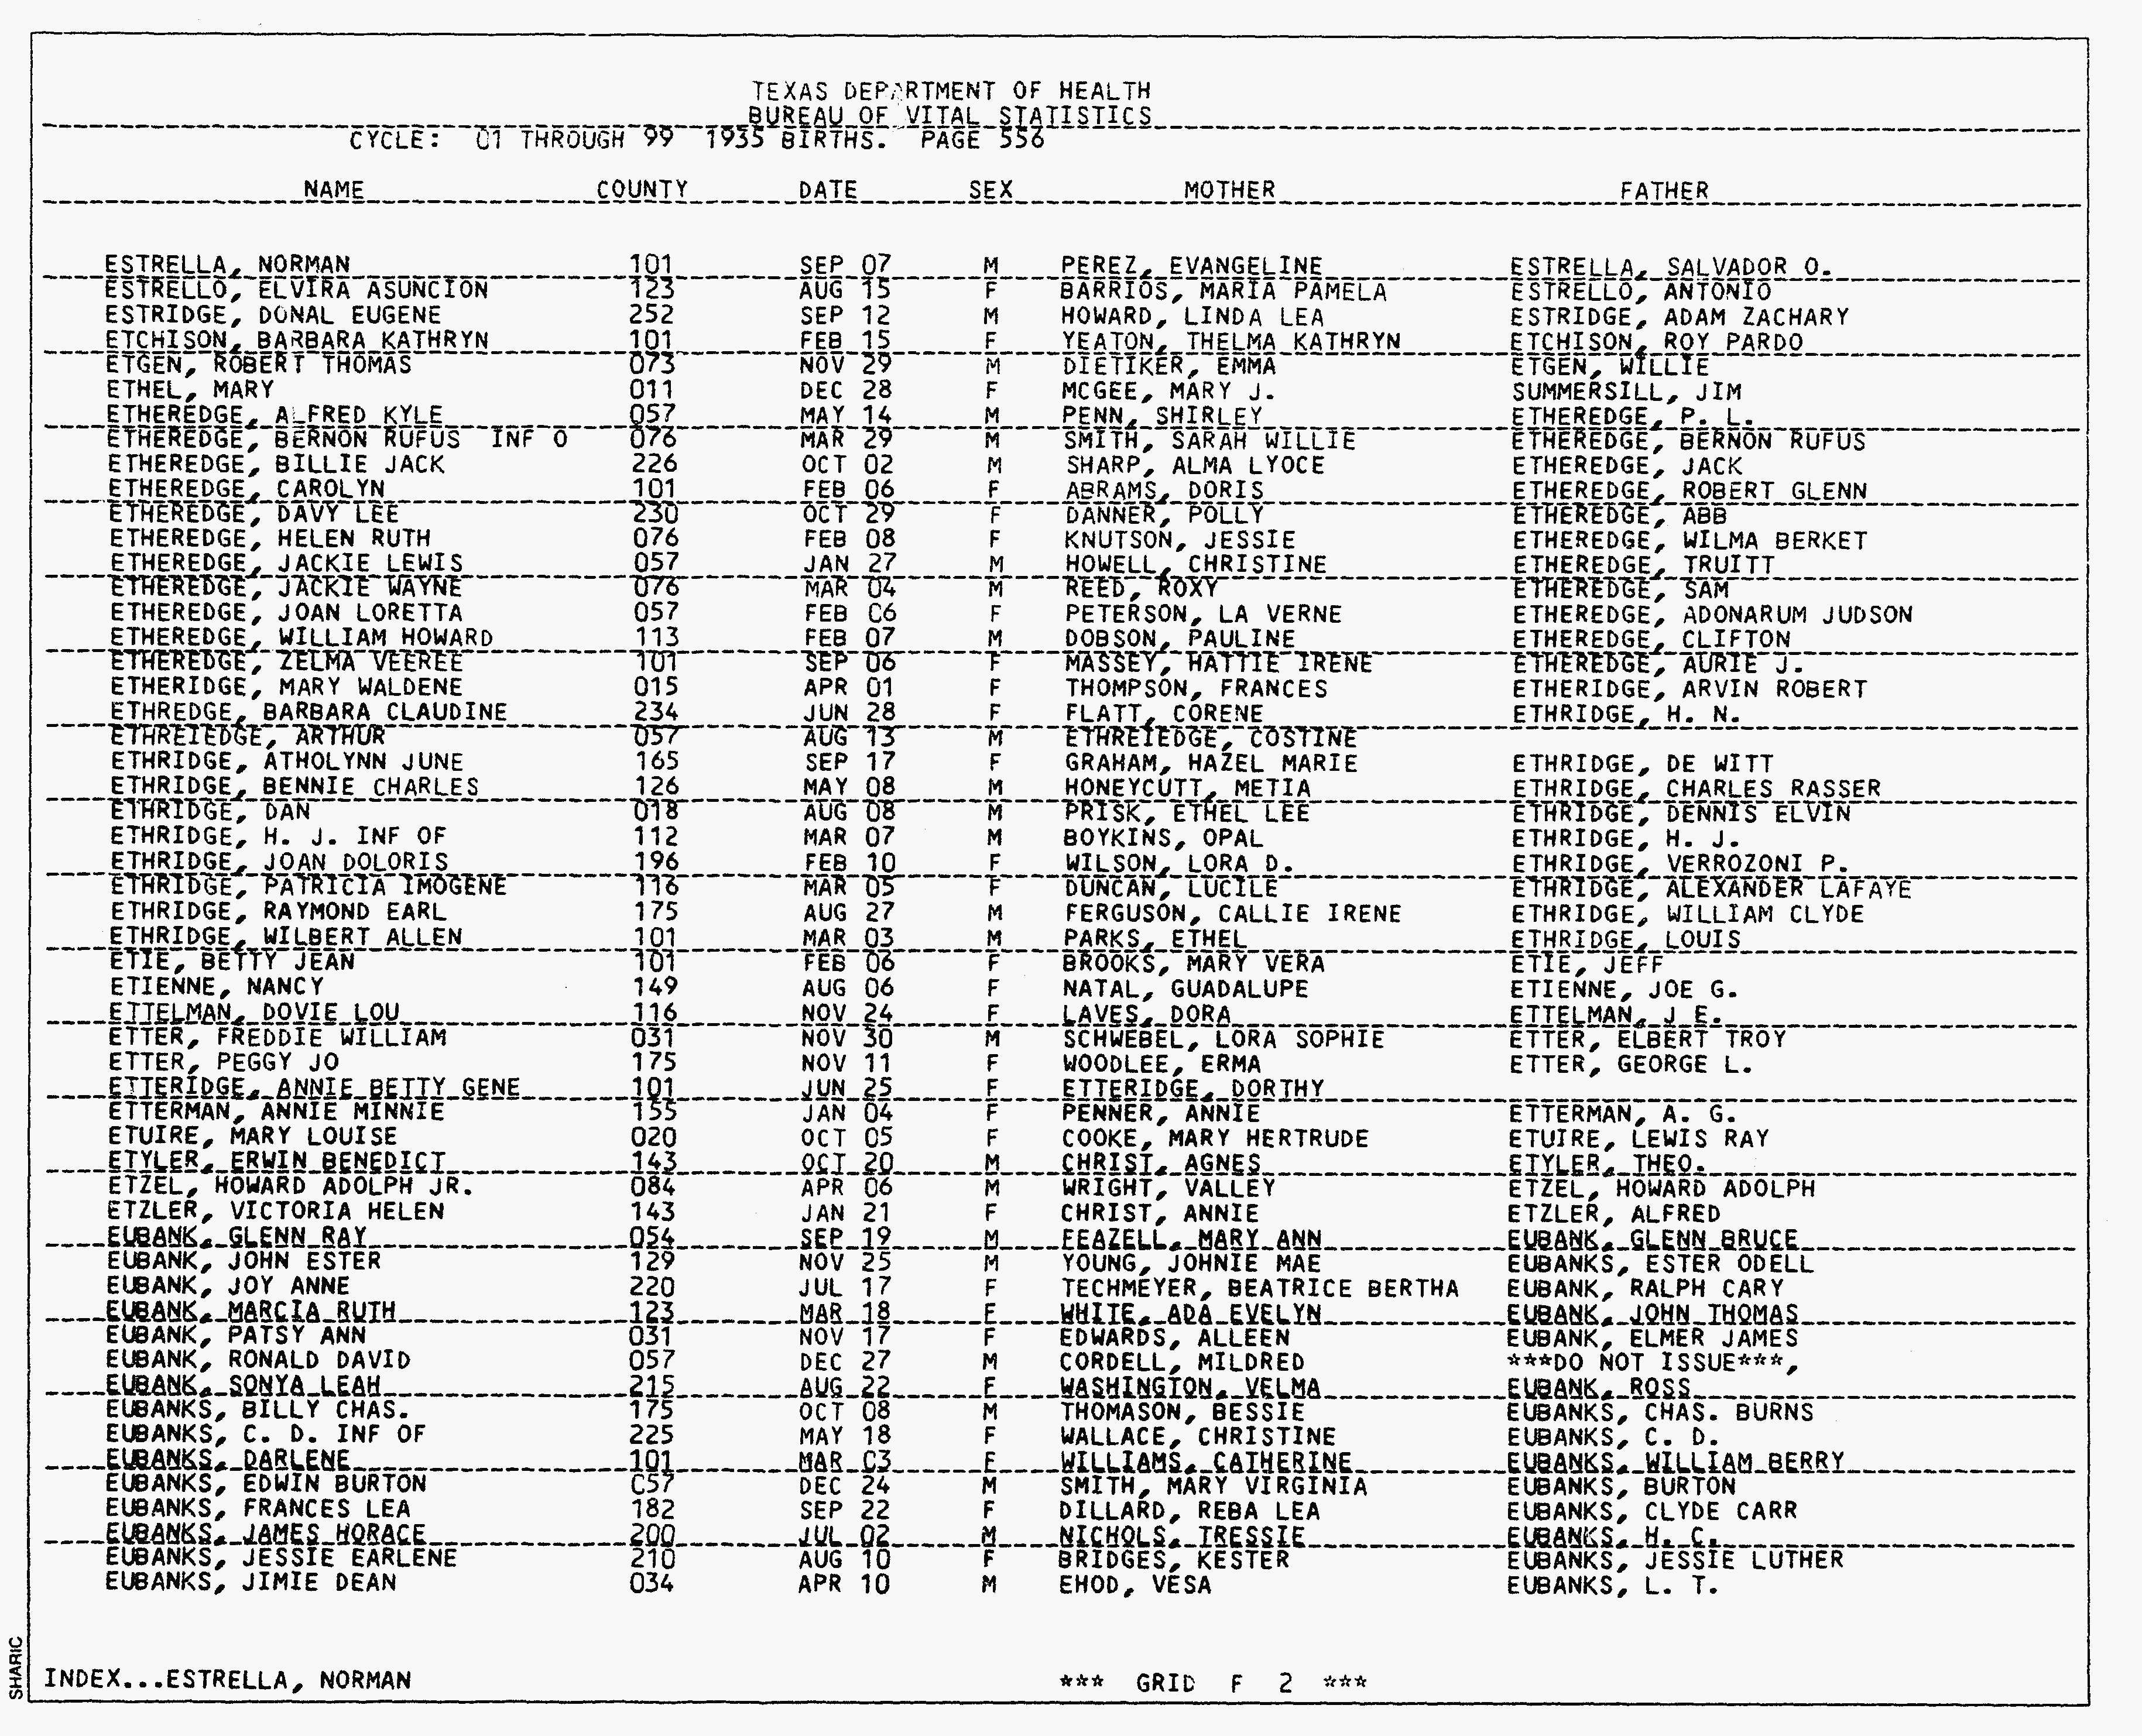 TEXAS DEPARTMENT OF HEALTH
BUREAU OF VITAL STATISTICS
CYCLE: 01 THROUGH 99 1935 BIRTHS. PAGE 556
NAME COUNTY DATE SEX MOTHER FATHER
ESTRELLA, NORMAN 101 SEP 07 M PEREZ, EVANGELINE ESTRELLA, SALVADOR O.
ESTRELLO, ELVIRA ASUNCION 123 AUG 15 F BARRIOS, MARIA PAMELA ESTRELLO, ANTONIO
ESTRIDGE, DONAL EUGENE 252 SEP 12 M HOWARD, LINDA LEA ESTRIDGE, ADAM ZACHARY
ETCHISON, BARBARA KATHRYN 101 FEB 15 F YEATON, THELMA KATHRYN ETCHISON, ROY PARDO
ETGEN, ROBERT THOMAS 073 NOV 29 M DIETIKER, EMMA ETGEN, WILLIE
ETHEL, MARY 011 DEC 28 F MCGEE, MARY J. SUMMERSILL, JIM
ETHEREDGE, ALFRED KYLE 057 MAY 14 M PENN, SHIRLEY ETHEREDGE, P. L.
ETHEREDGE, BERNON RUFUS INF O 076 MAR 29 M SMITH, SARAH WILLIE ETHEREDGE, BERNON RUFUS
ETHEREDGE, BILLIE JACK 226 OCT 02 M SHARP, ALMA LYOCE ETHEREDGE, JACK
ETHEREDGE, CAROLYN 101 FEB 06 F ABRAMS, DORIS ETHEREDGE, ROBERT GLENN
ETHEREDGE, DAVY LEE 230 OCT 29 F DANNER, POLLY ETHEREDGE, ABB
ETHEREDGE, HELEN RUTH 076 FEB 08 F KNUTSON, JESSIE ETHEREDGE, WILMA BERKET
ETHEREDGE, JACKIE LEWIS 057 JAN 27 M HOWELL, CHRISTINE ETHEREDGE, TRUITT
ETHEREDGE, JACKIE WAYNE 076 MAR 04 M REED, ROXY ETHEREDGE, SAM
ETHEREDGE, JOAN LORETTA 057 FEB C6 F PETERSON, LA VERNE ETHEREDGE, ADONARUM JUDSON
ETHEREDGE, WILLIAM HOWARD 113 FEB 07 M DOBSON, PAULINE ETHEREDGE, CLIFTON
ETHEREDGE, ZELMA VEEREE 101 SEP 06 F MASSEY, HATTIE IRENE ETHEREDGE, AURIE J.
ETHERIDGE, MARY WALDENE 015 APR 01 F THOMPSON, FRANCES ETHERIDGE, ARVIN ROBERT
ETHREDGE, BARBARA CLAUDINE 234 JUN 28 F FLATT, CORENE ETHRIDGE, H. N.
ETHREIEDGE, ARTHUR 057 AUG 13 M ETHREIEDGE, COSTINE
ETHRIDGE, ATHOLYNN JUNE 165 SEP 17 F GRAHAM, HAZEL MARIE ETHRIDGE, DE WITT
ETHRIDGE, BENNIE CHARLES 126 MAY 08 M HONEYCUTT, METIA ETHRIDGE, CHARLES RASSER
ETHRIDGE, DAN 018 AUG 08 M PRISK, ETHEL LEE ETHRIDGE, DENNIS ELVIN
ETHRIDGE, H. J. INF OF 112 MAR 07 M BOYKINS, OPAL ETHRIDGE, H. J.
ETHRIDGE, JOAN DOLORIS 196 FEB 10 F WILSON, LORA D. ETHRIDGE, VERROZONI P.
ETHRIDGE, PATRICIA IMOGENE 116 MAR 05 F DUNCAN, LUCILE ETHRIDGE, ALEXANDER LAFAYE
ETHRIDGE, RAYMOND EARL 175 AUG 27 M FERGUSON, CALLIE IRENE ETHRIDGE, WILLIAM CLYDE
ETHRIDGE, WILBERT ALLEN 101 MAR 03 M PARKS, ETHEL ETHRIDGE, LOUIS
ETIE, BETTY JEAN 101 FEB 06 F BROOKS, MARY VERA ETIE, JEFF
ETIENNE, NANCY 149 AUG 06 F NATAL, GUADALUPE ETIENNE, JOE G.
ETTELMAN, DOVIE LOU 116 NOV 24 F LAVES, DORA ETTELMAN, J E.
ETTER, FREDDIE WILLIAM 031 NOV 30 M SCHWEBEL, LORA SOPHIE ETTER, ELBERT TROY
ETTER, PEGGY JO 175 NOV 11 F WOODLEE, ERMA ETTER, GEORGE L.
ETTERIDGE, ANNIE BETTY GENE 101 JUN 25 F ETTERIDGE, DORTHY
ETTERMAN, ANNIE MINNIE 155 JAN 04 F PENNER, ANNIE ETTERMAN, A. G.
ETUIRE, MARY LOUISE 020 OCT 05 F COOKE, MARY HERTRUDE ETUIRE, LEWIS RAY
ETYLER, ERWIN BENEDICT 143 OCT 20 M CHRIST, AGNES ETYLER, THEO.
ETZEL, HOWARD ADOLPH JR. 084 APR 06 M WRIGHT, VALLEY ETZEL, HOWARD ADOLPH
ETZLER, VICTORIA HELEN 143 JAN 21 F CHRIST, ANNIE ETZLER, ALFRED
EUBANK, GLENN RAY 054 SEP 19 M FEAZELL, MARY ANN EUBANK, GLENN BRUCE
EUBANK, JOHN ESTER 129 NOV 25 M YOUNG, JOHNIE MAE EUBANKS, ESTER ODELL
EUBANK, JOY ANNE 220 JUL 17 F TECHMEYER, BEATRICE BERTHA EUBANK, RALPH CARY
EUBANK, MARCIA RUTH 123 MAR 18 F WHITE, ADA EVELYN EUBANK, JOHN THOMAS
EUBANK, PATSY ANN 031 NOV 17 F EDWARDS, ALLEEN EUBANK, ELMER JAMES
EUBANK, RONALD DAVID 057 DEC 27 M CORDELL, MILDRED ***DO NOT ISSUE***,
EUBANK, SONYA LEAH 215 AUG 22 F WASHINGTON, VELMA EUBANK, ROSS
EUBANKS, BILLY CHAS. 175 OCT 08 M THOMASON, BESSIE EUBANKS, CHAS. BURNS
EUBANKS, C. D. INF OF 225 MAY 18 F WALLACE, CHRISTINE EUBANKS, C. D.
EUBANKS, DARLENE 101 MAR C3 F WILLIAMS, CATHERINE EUBANKS, WILLIAM BERRY
EUBANKS, EDWIN BURTON C57 DEC 24 M SMITH, MARY VIRGINIA EUBANKS, BURTON
EUBANKS, FRANCES LEA 182 SEP 22 F DILLARD, REBA LEA EUBANKS, CLYDE CARR
EUBANKS, JAMES HORACE 200 JUL 02 M NICHOLS, TRESSIE EUBANKS, H. C.
EUBANKS, JESSIE EARLENE 210 AUG 10 F BRIDGES, KESTER EUBANKS, JESSIE LUTHER
EUBANKS, JIMIE DEAN 034 APR 10 M EHOD, VESA EUBANKS, L. T.
INDEX...ESTRELLA, NORMAN *** GRID F 2 ***
SHARIC